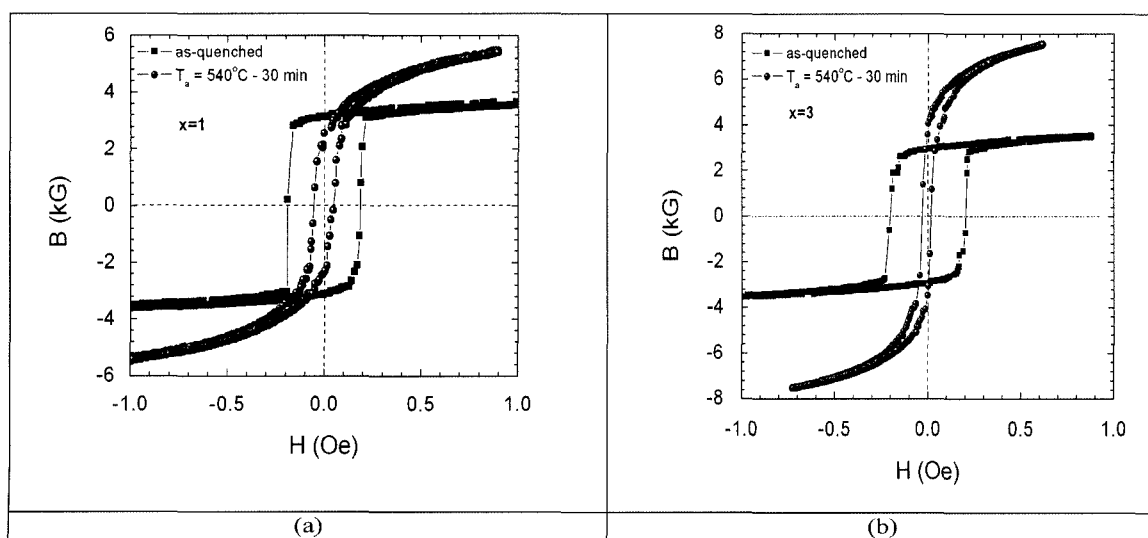 6
as-quenched
Tₐ = 540°C - 30 min
4
x=1
2
0
-2
-4
-6
B (kG)
-1.0 -0.5 0.0 0.5 1.0
H (Oe)
(a)
8
as-quenched
Tₐ = 540°C - 30 min
6
x=3
4
2
0
-2
-4
-6
-8
B (kG)
-1.0 -0.5 0.0 0.5 1.0
H (Oe)
(b)